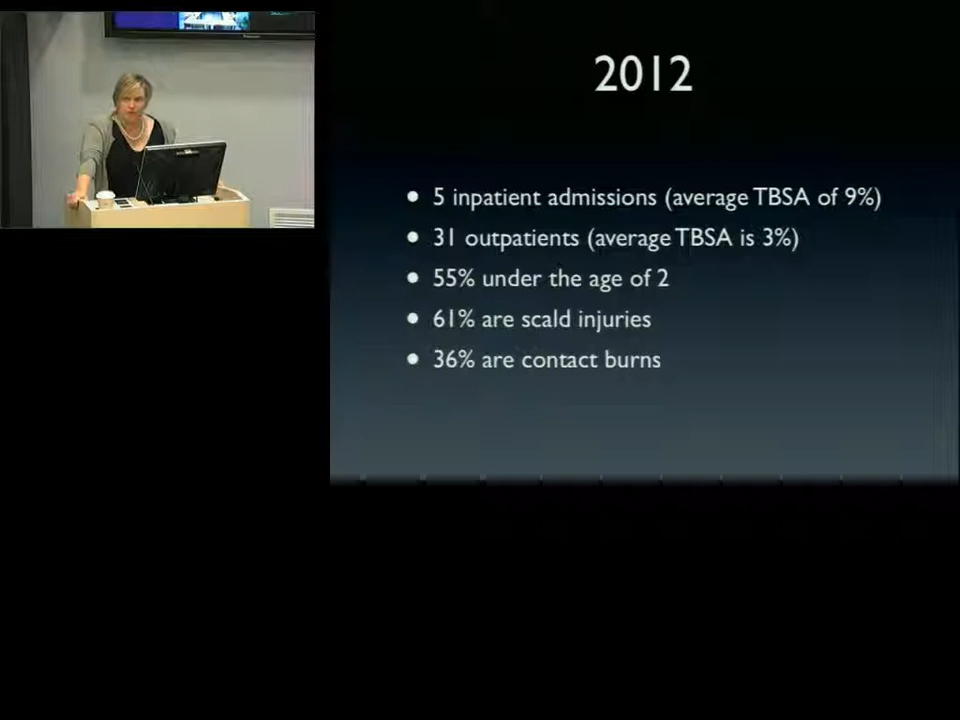 2012
• 5 inpatient admissions (average TBSA of 9%)
• 31 outpatients (average TBSA is 3%)
• 55% under the age of 2
• 61% are scald injuries
• 36% are contact burns